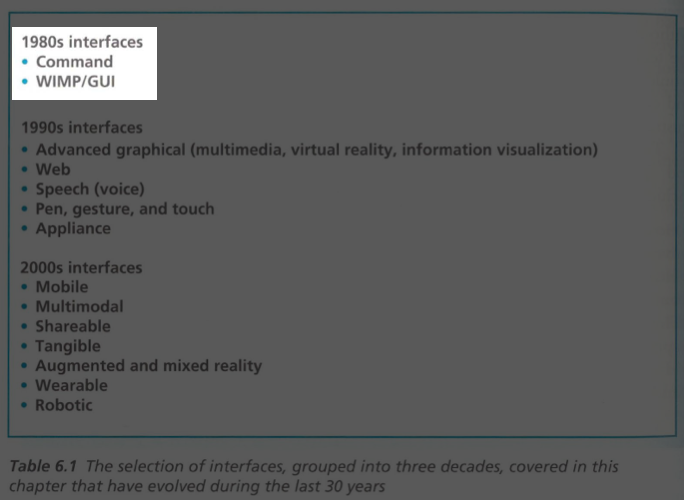 1980s interfaces
• Command
• WIMP/GUI
1990s interfaces
• Advanced graphical (multimedia, virtual reality, information visualization)
• Web
• Speech (voice)
• Pen, gesture, and touch
• Appliance
2000s interfaces
• Mobile
• Multimodal
• Shareable
• Tangible
• Augmented and mixed reality
• Wearable
• Robotic
Table 6.1 The selection of interfaces, grouped into three decades, covered in this
chapter that have evolved during the last 30 years